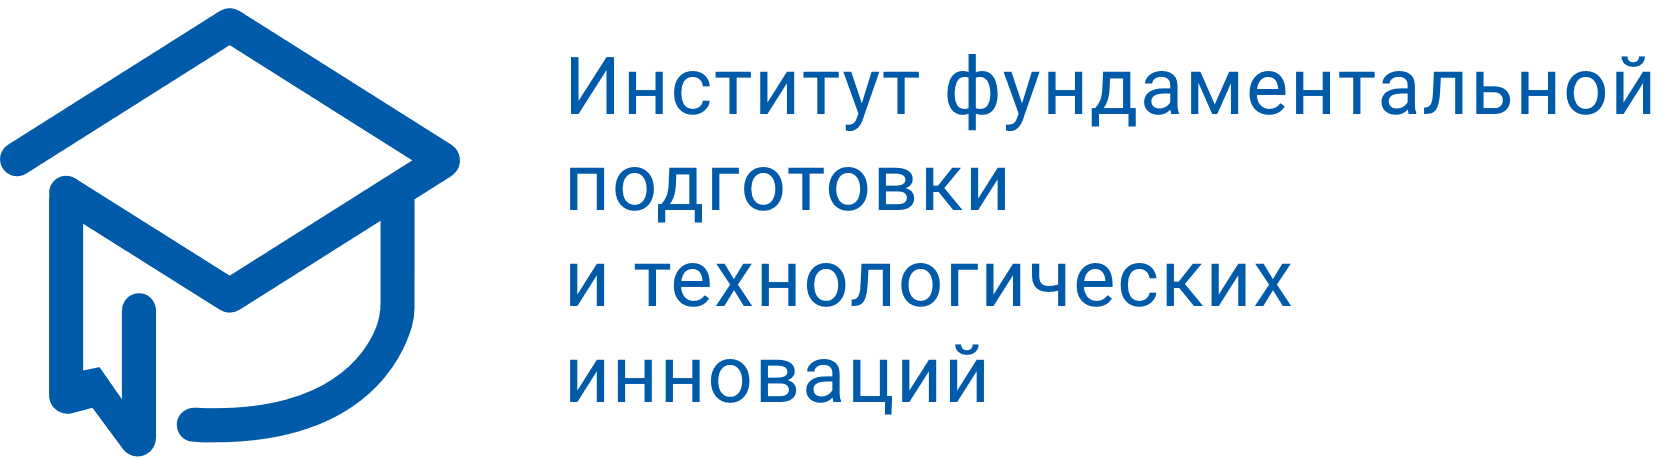 Институт фундаментальной
подготовки
и технологических
инноваций